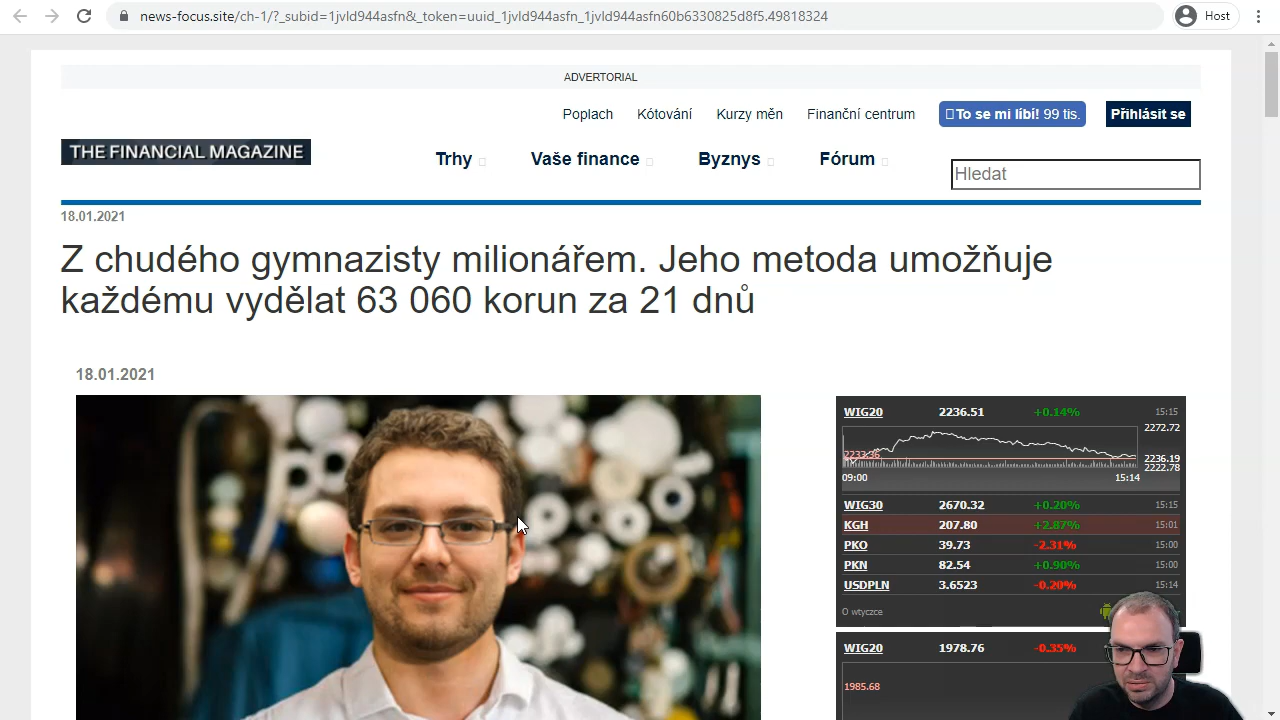 news-focus.site/ch-1/?_subid=1jvld944asfn&_token=uuid_1jvld944asfn_1jvld944asfn60b6330825d5f5.49818324
Host
ADVERTORIAL
Poplach Kótování Kurzy měn Finanční centrum To se mi líbí! 99 tis. Přihlásit se
THE FINANCIAL MAGAZINE
Trhy Vaše finance Byznys Fórum
Hledat
18.01.2021
Z chudého gymnazisty milionářem. Jeho metoda umožňuje
každému vydělat 63 060 korun za 21 dnů
18.01.2021
WIG20 2236.51 +0.14% 15:15
2272.72
2233.36
2236.19
2222.78
09:00 15:14
WIG30 2670.32 +0.20% 15:15
KGH 207.80 +2.87% 15:01
PKO 39.73 -2.31% 15:00
PKN 82.54 +0.90% 15:00
USDPLN 3.6523 -0.20% 15:14
O wtyczce
WIG20 1978.76 -0.35%
1985.68